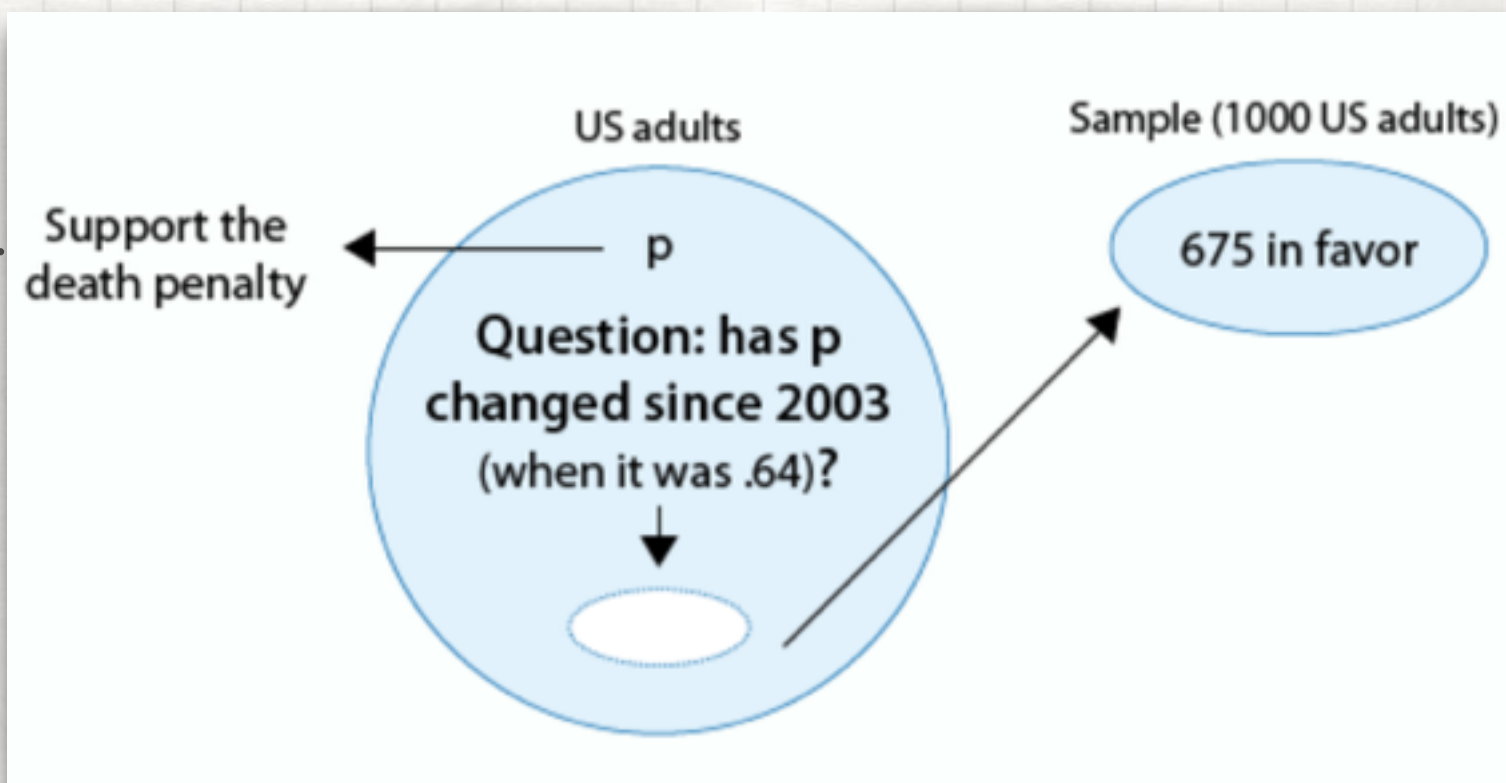 US adults
Sample (1000 US adults)
Support the
death penalty
p
675 in favor
Question: has p
changed since 2003
(when it was .64)?